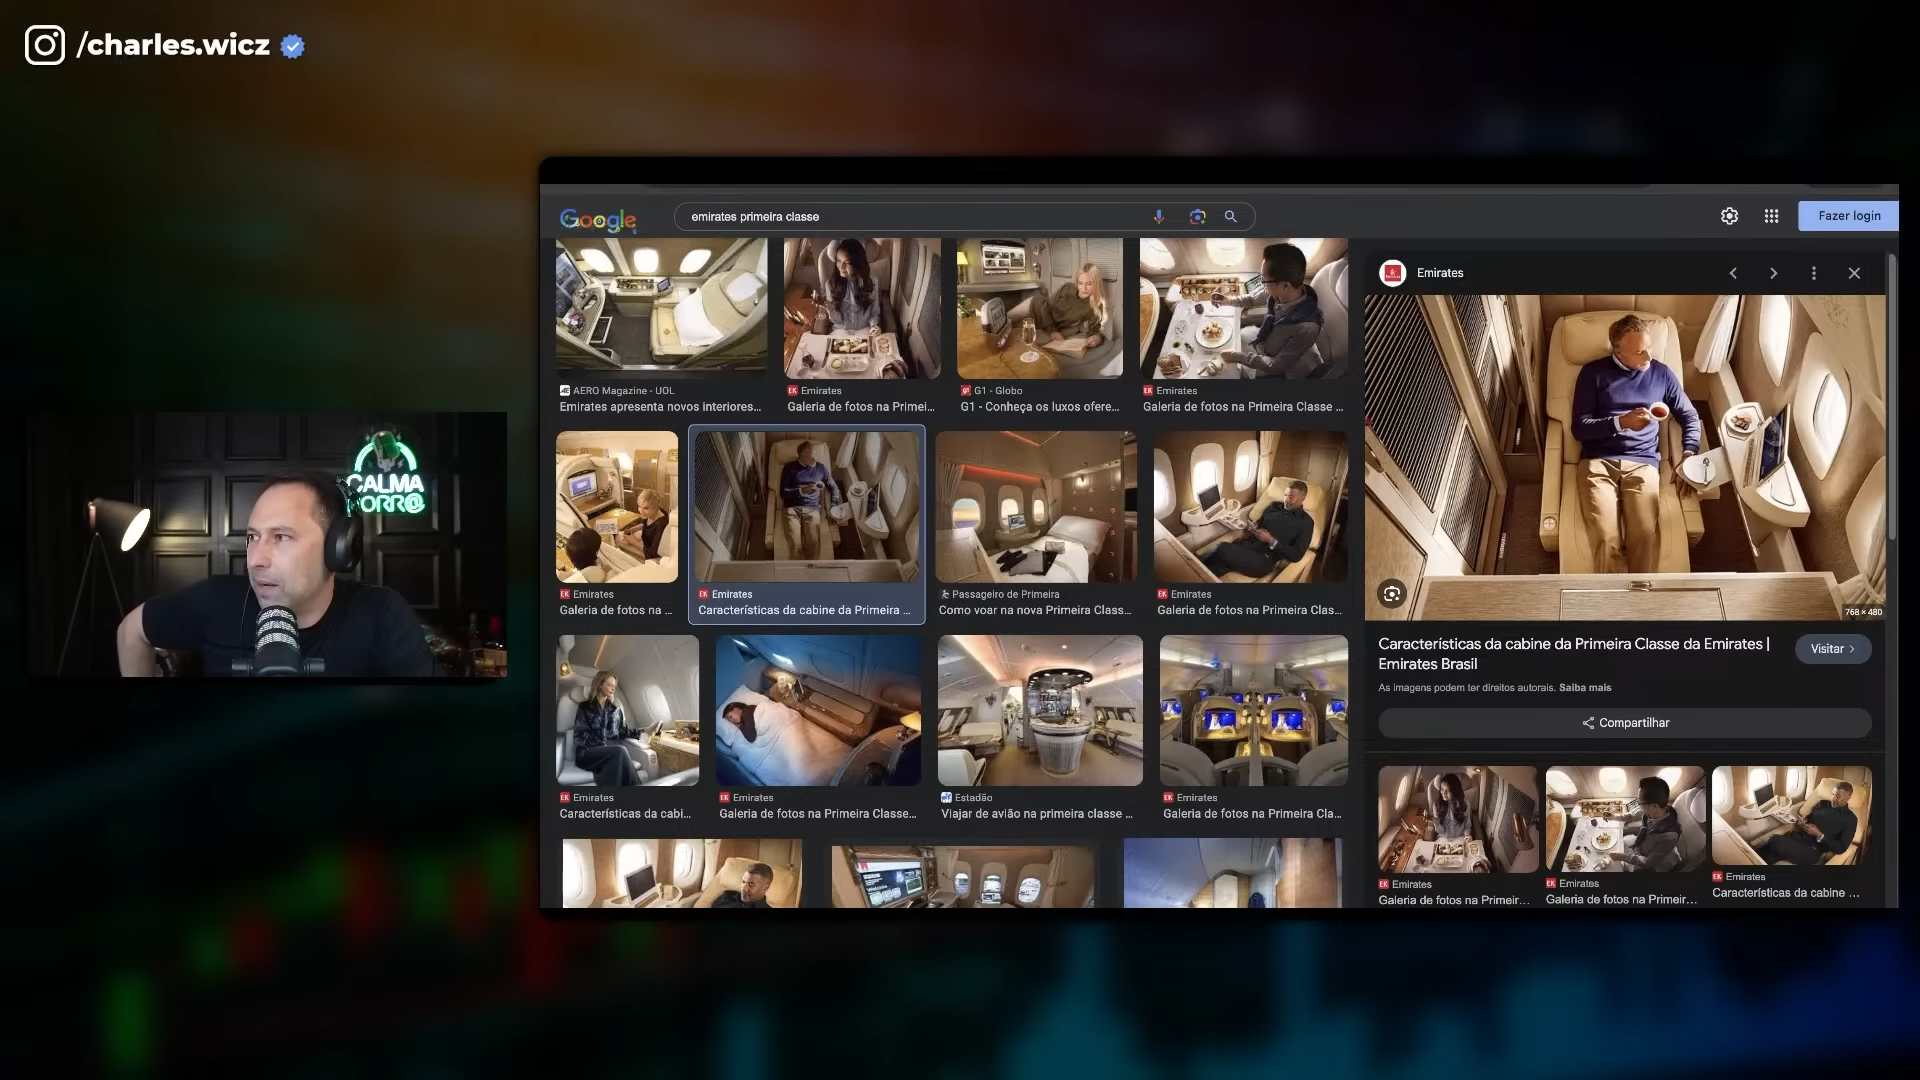 /charles.wicz
CALMA
Google
emirates primeira classe
Fazer login
AERO Magazine - UOL
Emirates apresenta novos interiores...
Emirates
Galeria de fotos na Primei...
G1 - Globo
G1 - Conheça os luxos ofere...
Emirates
Galeria de fotos na Primeira Classe ...
Emirates
Galeria de fotos na ...
Emirates
Características da cabine da Primeira ...
Passageiro de Primeira
Como voar na nova Primeira Class...
Emirates
Galeria de fotos na Primeira Clas...
Emirates
Características da cabi...
Emirates
Galeria de fotos na Primeira Classe...
Estadão
Viajar de avião na primeira classe ...
Emirates
Galeria de fotos na Primeira Cla...
Emirates
768 × 480
Características da cabine da Primeira Classe da Emirates |
Emirates Brasil
Visitar
As imagens podem ter direitos autorais. Saiba mais
Compartilhar
Emirates
Galeria de fotos na Primeir...
Emirates
Galeria de fotos na Primeir...
Emirates
Características da cabine ...